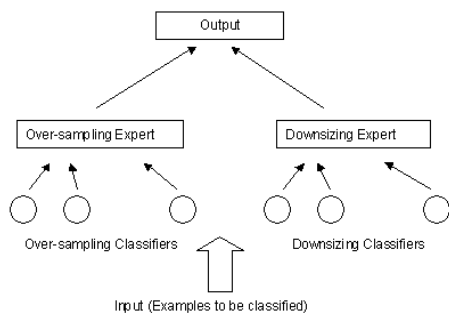 Output
Over-sampling Expert
Downsizing Expert
Over-sampling Classifiers
Downsizing Classifiers
Input (Examples to be classified)